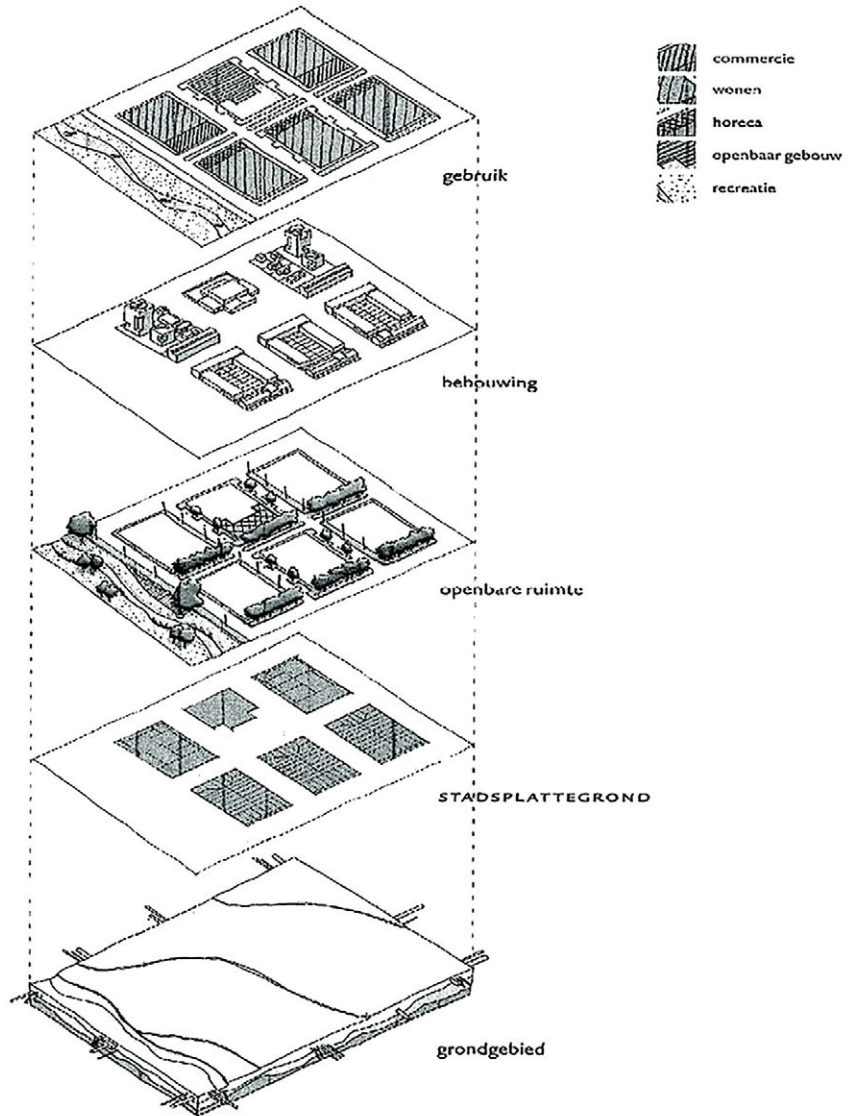 commercie
wonen
horeca
openbaar gebouw
recreatie
gebruik
bebouwing
openbare ruimte
STADSPLATTEGROND
grondgebied